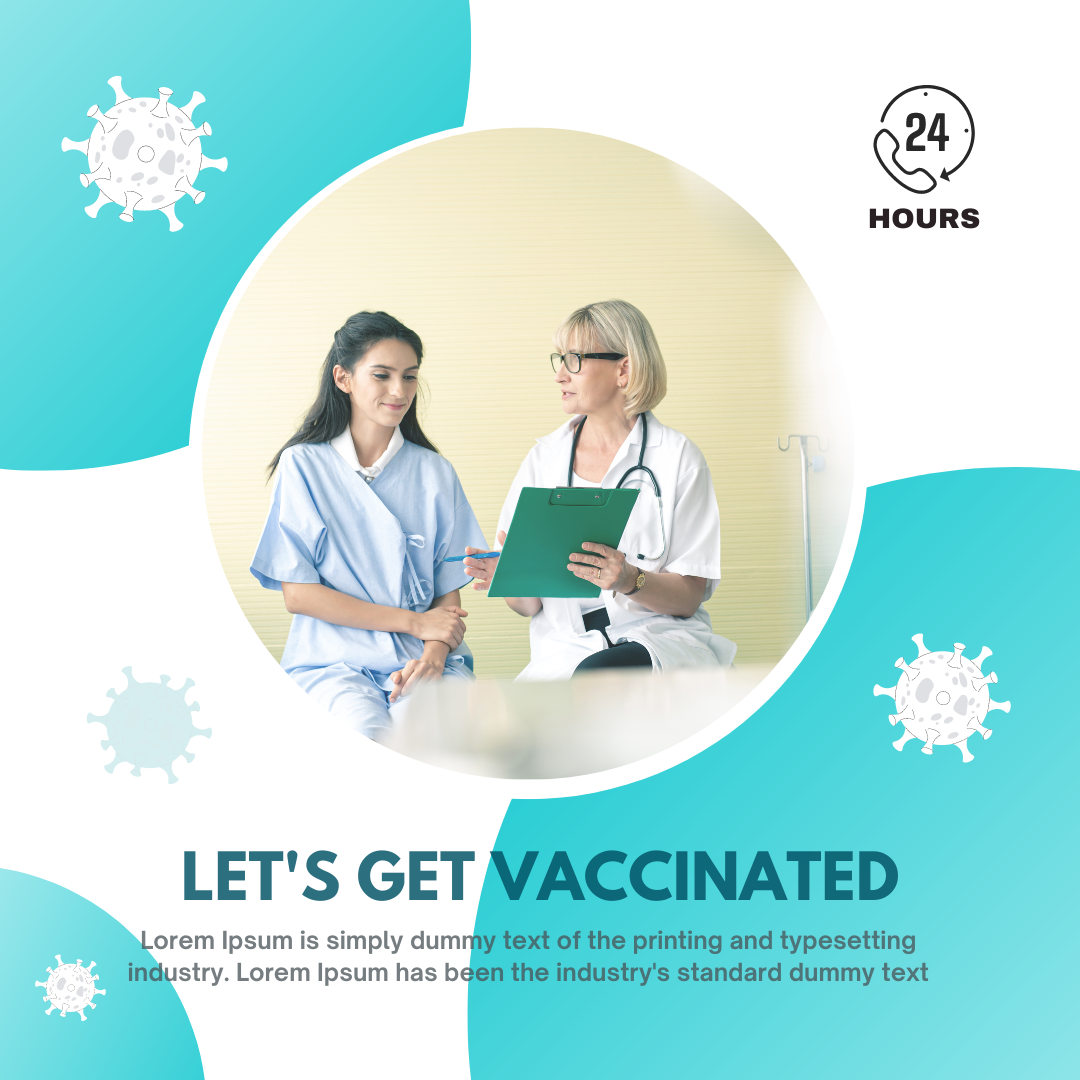 24
HOURS
LET'S GET VACCINATED
Lorem Ipsum is simply dummy text of the printing and typesetting
industry. Lorem Ipsum has been the industry's standard dummy text